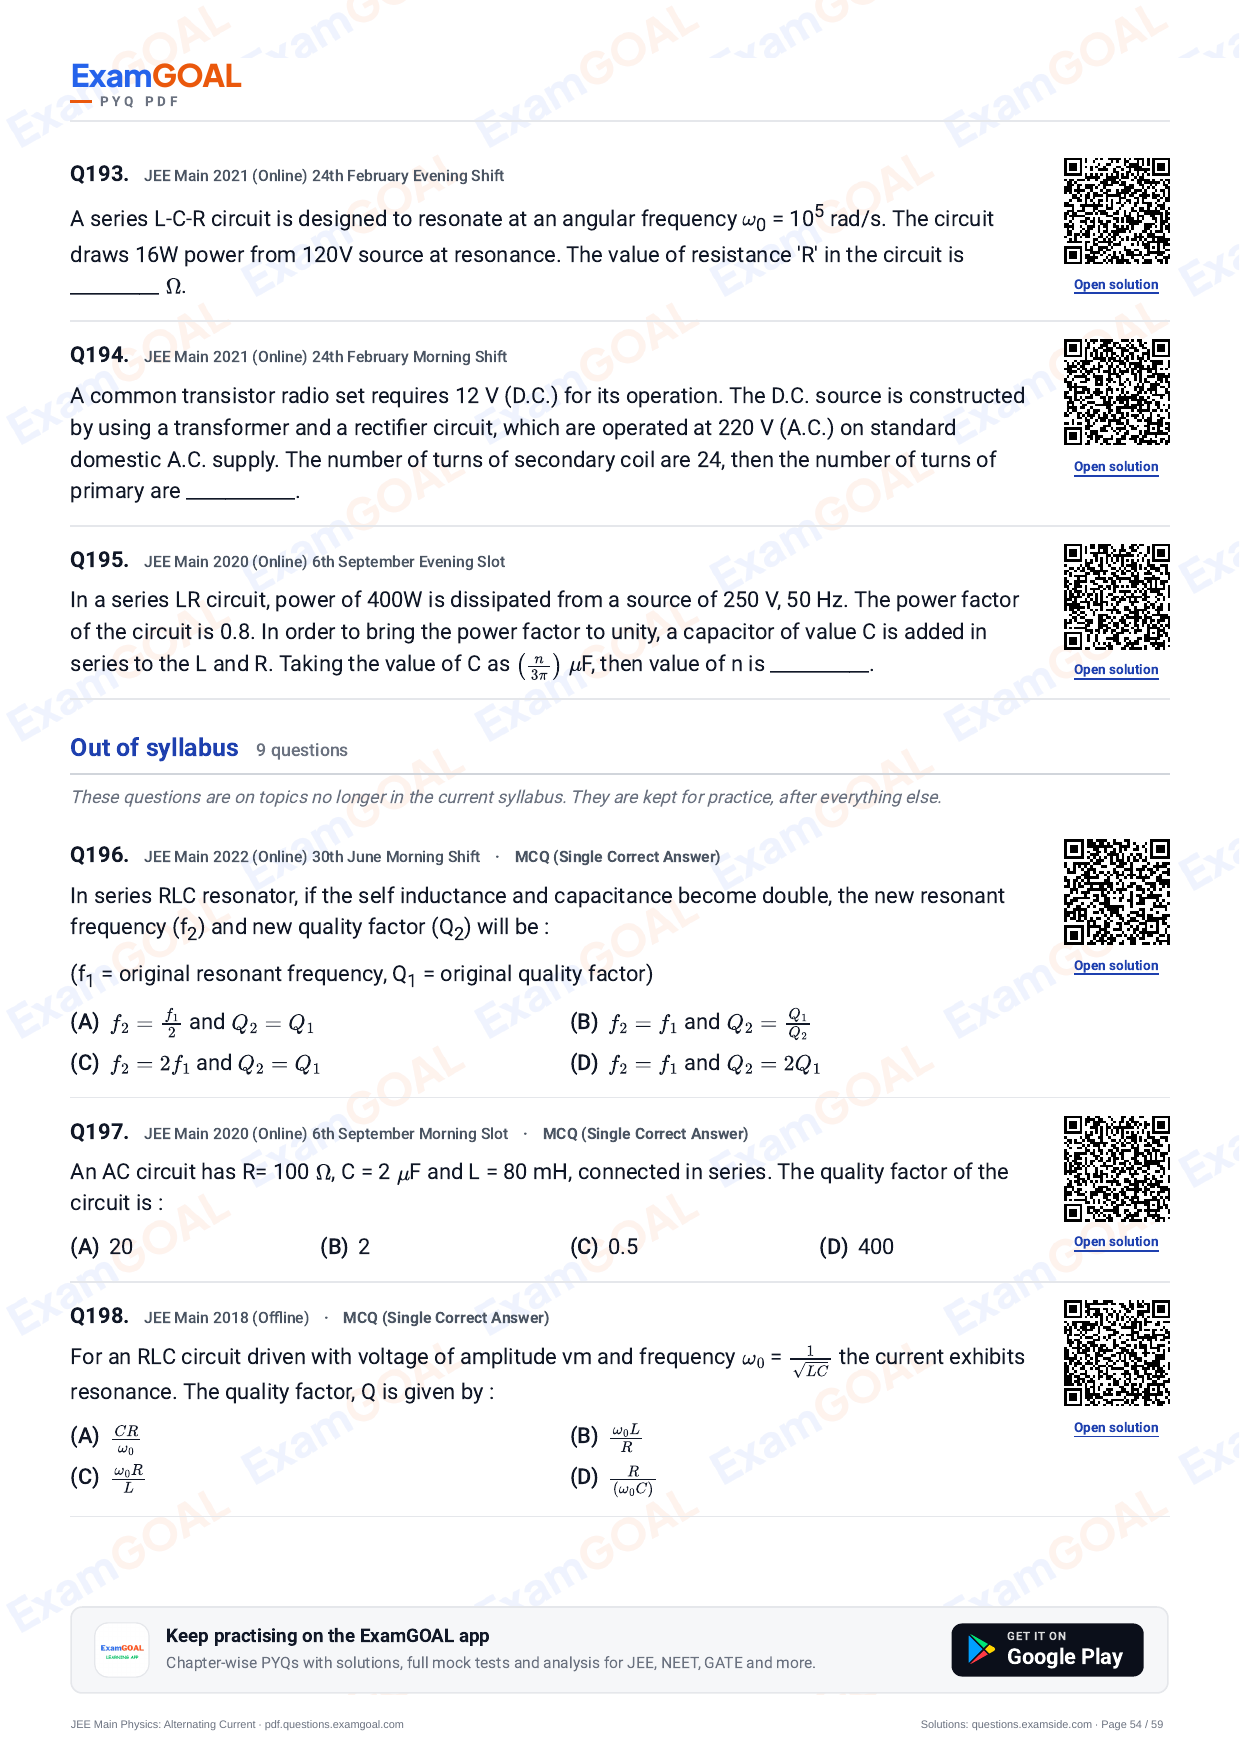 ExamGOAL
PYQ PDF
Q193. JEE Main 2021 (Online) 24th February Evening Shift
A series L-C-R circuit is designed to resonate at an angular frequency ω₀ = 10⁵ rad/s. The circuit
draws 16W power from 120V source at resonance. The value of resistance 'R' in the circuit is
________ Ω.
Open solution
Q194. JEE Main 2021 (Online) 24th February Morning Shift
A common transistor radio set requires 12 V (D.C.) for its operation. The D.C. source is constructed
by using a transformer and a rectifier circuit, which are operated at 220 V (A.C.) on standard
domestic A.C. supply. The number of turns of secondary coil are 24, then the number of turns of
primary are __________.
Open solution
Q195. JEE Main 2020 (Online) 6th September Evening Slot
In a series LR circuit, power of 400W is dissipated from a source of 250 V, 50 Hz. The power factor
of the circuit is 0.8. In order to bring the power factor to unity, a capacitor of value C is added in
series to the L and R. Taking the value of C as (n/3π) μF, then value of n is _________.
Open solution
Out of syllabus 9 questions
These questions are on topics no longer in the current syllabus. They are kept for practice, after everything else.
Q196. JEE Main 2022 (Online) 30th June Morning Shift · MCQ (Single Correct Answer)
In series RLC resonator, if the self inductance and capacitance become double, the new resonant
frequency (f₂) and new quality factor (Q₂) will be :
(f₁ = original resonant frequency, Q₁ = original quality factor)
(A) f₂ = f₁/2 and Q₂ = Q₁ (B) f₂ = f₁ and Q₂ = Q₁/Q₂
(C) f₂ = 2f₁ and Q₂ = Q₁ (D) f₂ = f₁ and Q₂ = 2Q₁
Open solution
Q197. JEE Main 2020 (Online) 6th September Morning Slot · MCQ (Single Correct Answer)
An AC circuit has R= 100 Ω, C = 2 μF and L = 80 mH, connected in series. The quality factor of the
circuit is :
(A) 20 (B) 2 (C) 0.5 (D) 400
Open solution
Q198. JEE Main 2018 (Offline) · MCQ (Single Correct Answer)
For an RLC circuit driven with voltage of amplitude vm and frequency ω₀ = 1/√LC the current exhibits
resonance. The quality factor, Q is given by :
(A) CR/ω₀ (B) ω₀L/R
(C) ω₀R/L (D) R/(ω₀C)
Open solution
ExamGOAL
LEARNING APP
Keep practising on the ExamGOAL app
Chapter-wise PYQs with solutions, full mock tests and analysis for JEE, NEET, GATE and more.
GET IT ON
Google Play
JEE Main Physics: Alternating Current · pdf.questions.examgoal.com
Solutions: questions.examside.com · Page 54 / 59